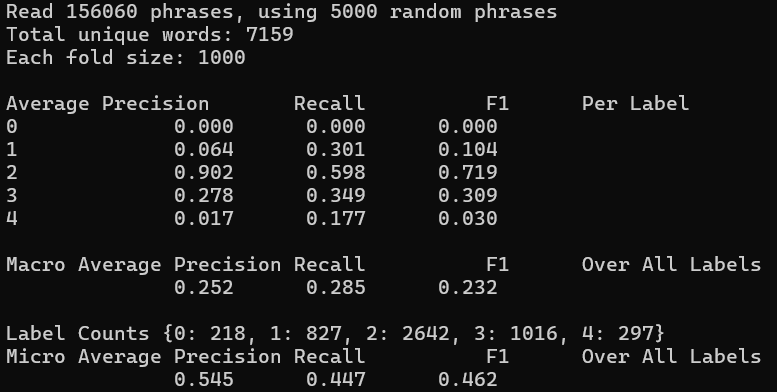 Read 156060 phrases, using 5000 random phrases
Total unique words: 7159
Each fold size: 1000
Average Precision Recall F1 Per Label
0 0.000 0.000 0.000
1 0.064 0.301 0.104
2 0.902 0.598 0.719
3 0.278 0.349 0.309
4 0.017 0.177 0.030
Macro Average Precision Recall F1 Over All Labels
0.252 0.285 0.232
Label Counts {0: 218, 1: 827, 2: 2642, 3: 1016, 4: 297}
Micro Average Precision Recall F1 Over All Labels
0.545 0.447 0.462